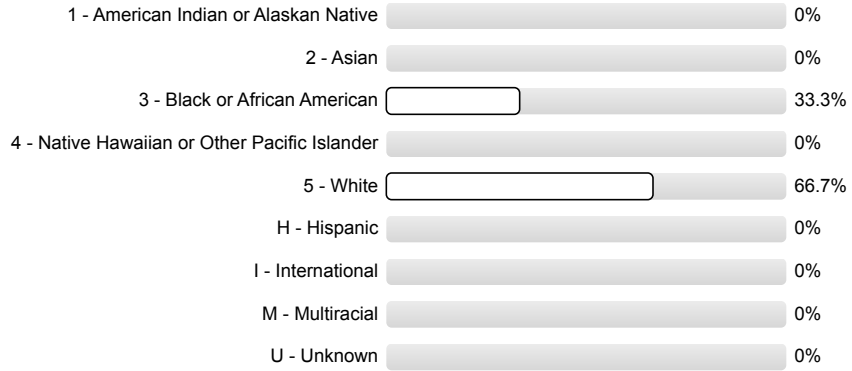 1 - American Indian or Alaskan Native 0%
2 - Asian 0%
3 - Black or African American 33.3%
4 - Native Hawaiian or Other Pacific Islander 0%
5 - White 66.7%
H - Hispanic 0%
I - International 0%
M - Multiracial 0%
U - Unknown 0%